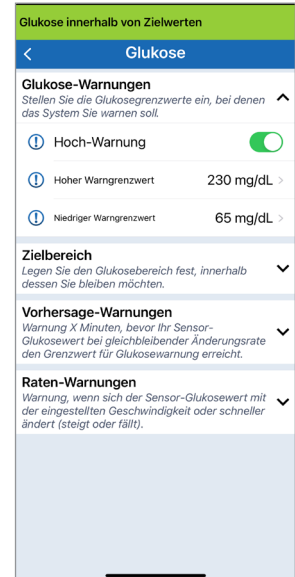 Glukose innerhalb von Zielwerten
Glukose
Glukose-Warnungen
Stellen Sie die Glukosegrenzwerte ein, bei denen
das System Sie warnen soll.
Hoch-Warnung
Hoher Warngrenzwert 230 mg/dL
Niedriger Warngrenzwert 65 mg/dL
Zielbereich
Legen Sie den Glukosebereich fest, innerhalb
dessen Sie bleiben möchten.
Vorhersage-Warnungen
Warnung X Minuten, bevor Ihr Sensor-
Glukosewert bei gleichbleibender Änderungsrate
den Grenzwert für Glukosewarnung erreicht.
Raten-Warnungen
Warnung, wenn sich der Sensor-Glukosewert mit
der eingestellten Geschwindigkeit oder schneller
ändert (steigt oder fällt).